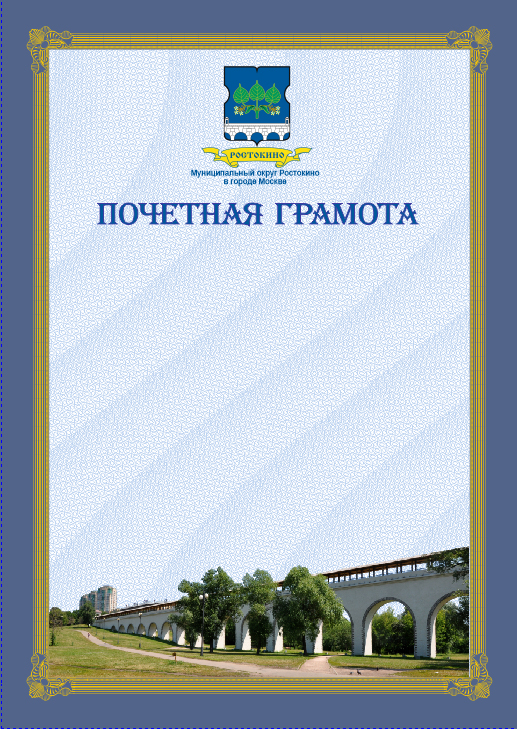 РОСТОКИНО
Муниципальный округ Ростокино
в городе Москве
ПОЧЕТНАЯ ГРАМОТА